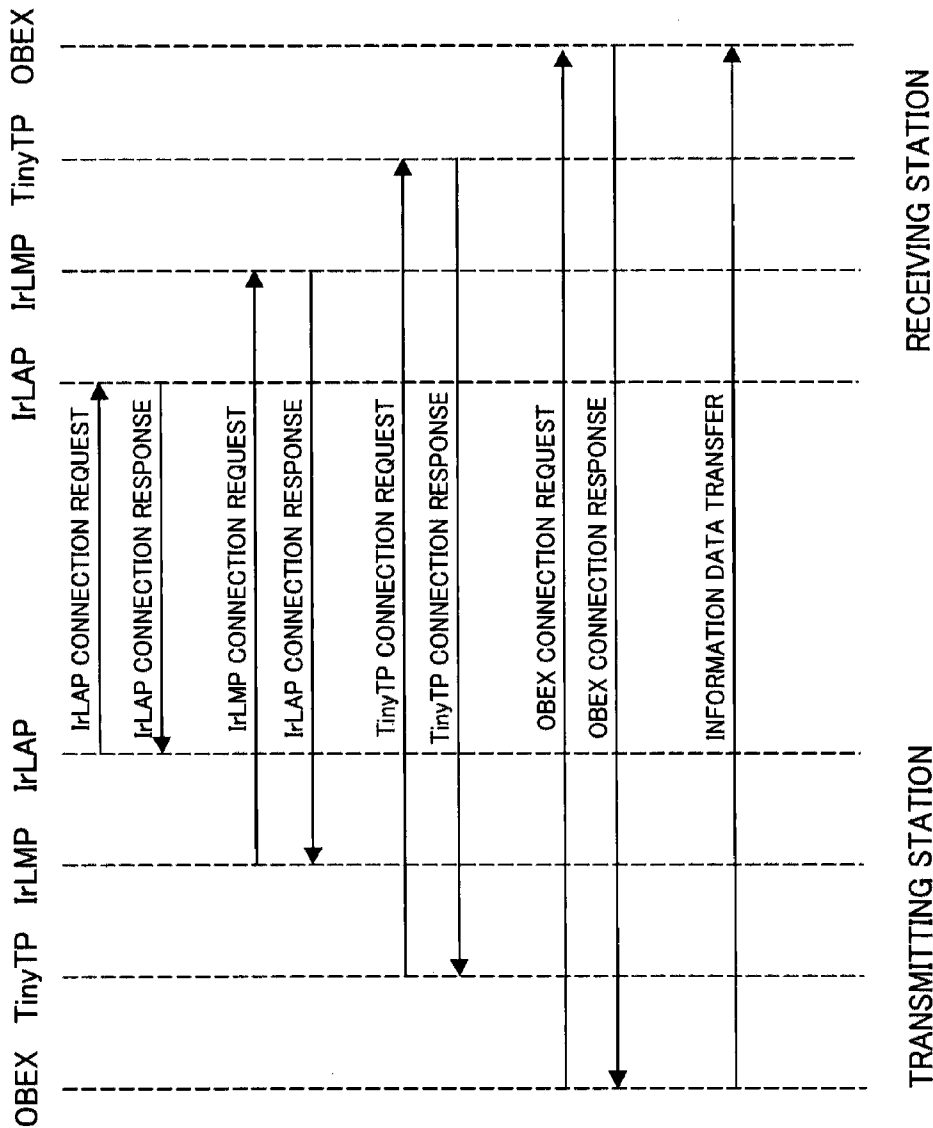 OBEX TinyTP IrLMP IrLAP IrLAP IrLMP TinyTP OBEX
IrLAP CONNECTION REQUEST
IrLAP CONNECTION RESPONSE
IrLMP CONNECTION REQUEST
IrLAP CONNECTION RESPONSE
TinyTP CONNECTION REQUEST
TinyTP CONNECTION RESPONSE
OBEX CONNECTION REQUEST
OBEX CONNECTION RESPONSE
INFORMATION DATA TRANSFER
TRANSMITTING STATION RECEIVING STATION